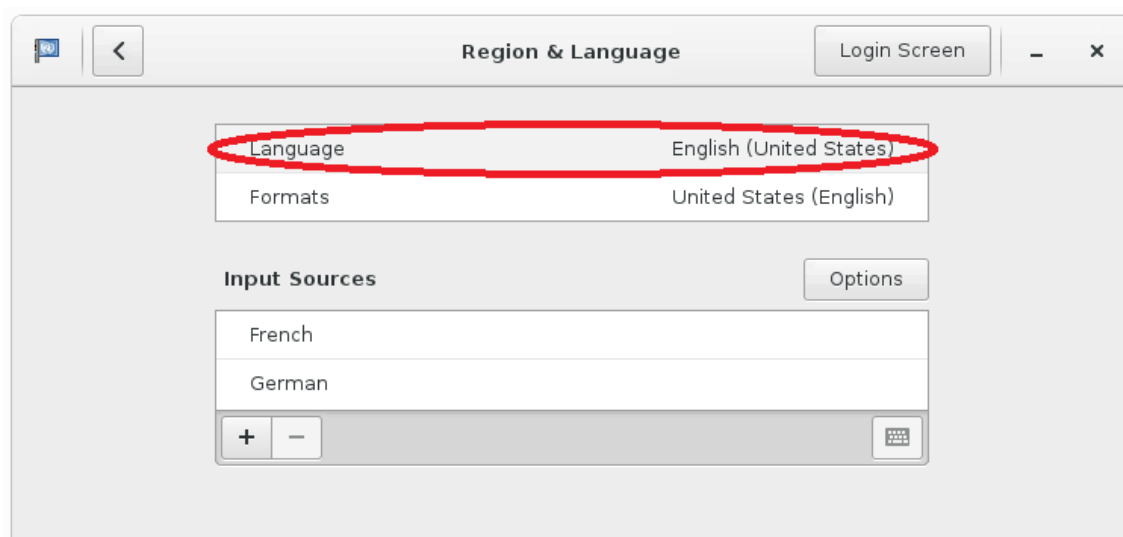 Region & Language
Login Screen
Language English (United States)
Formats United States (English)
Input Sources
Options
French
German